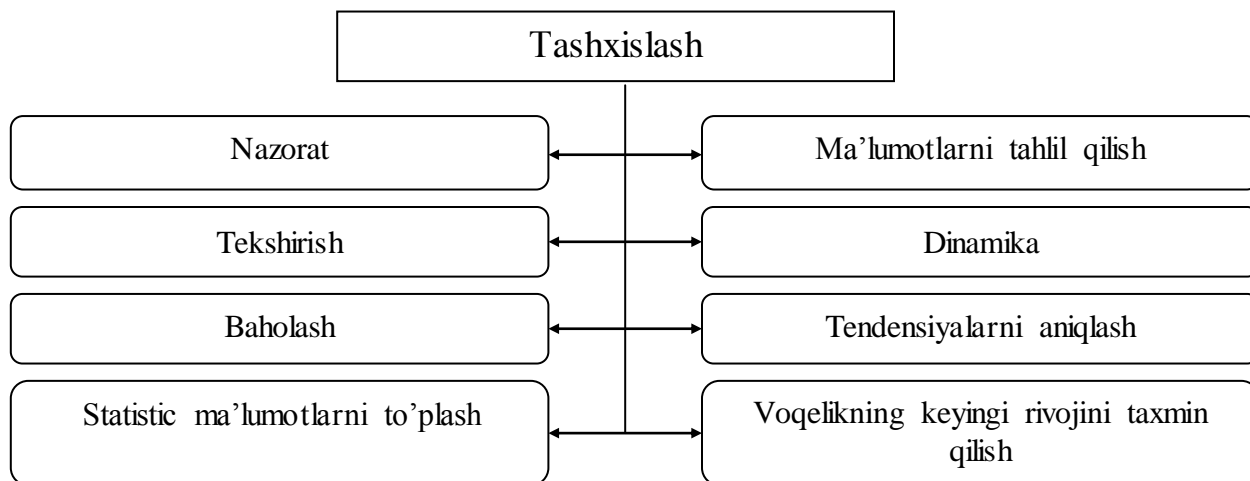 Tashxislash
Nazorat
Ma’lumotlarni tahlil qilish
Tekshirish
Dinamika
Baholash
Tendensiyalarni aniqlash
Statistic ma’lumotlarni to’plash
Voqelikning keyingi rivojini taxmin
qilish